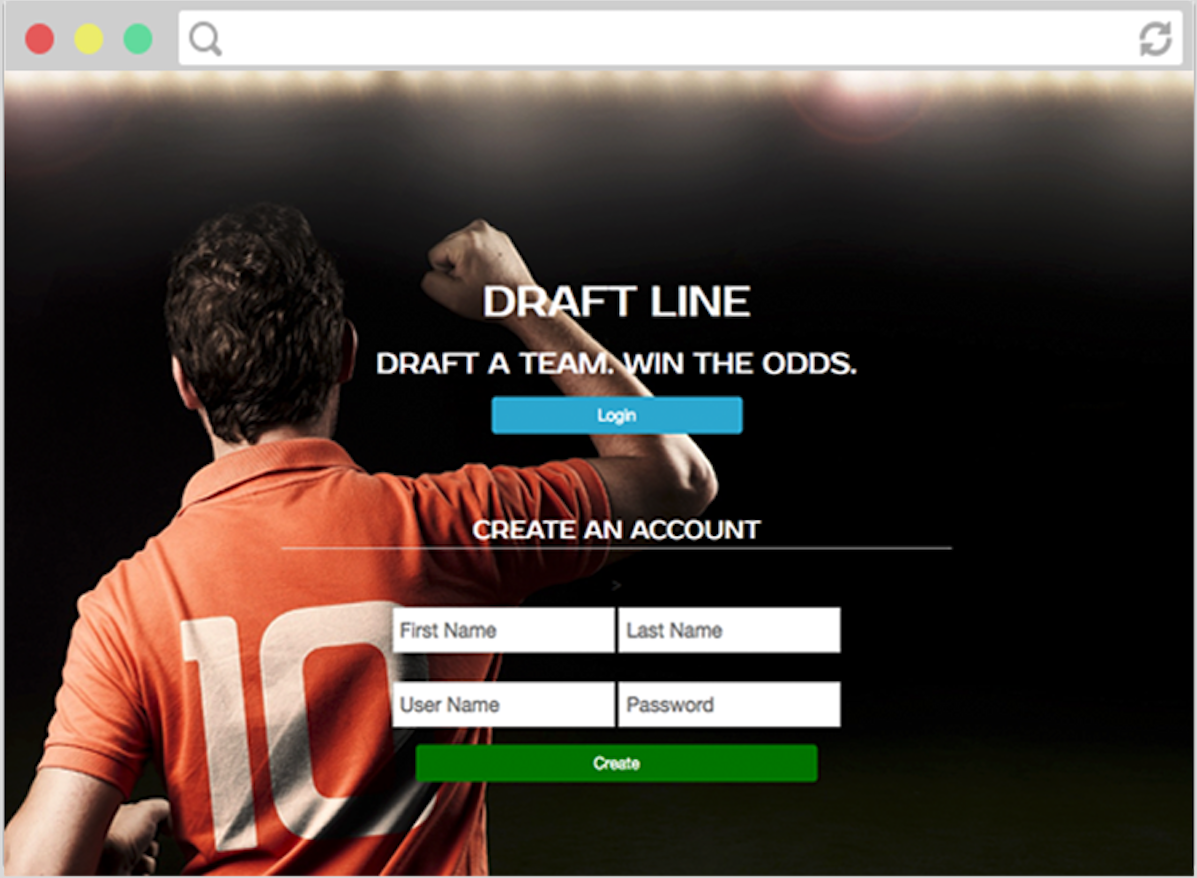 DRAFT LINE
DRAFT A TEAM. WIN THE ODDS.
Login
CREATE AN ACCOUNT
>
First Name Last Name
User Name Password
Create
10